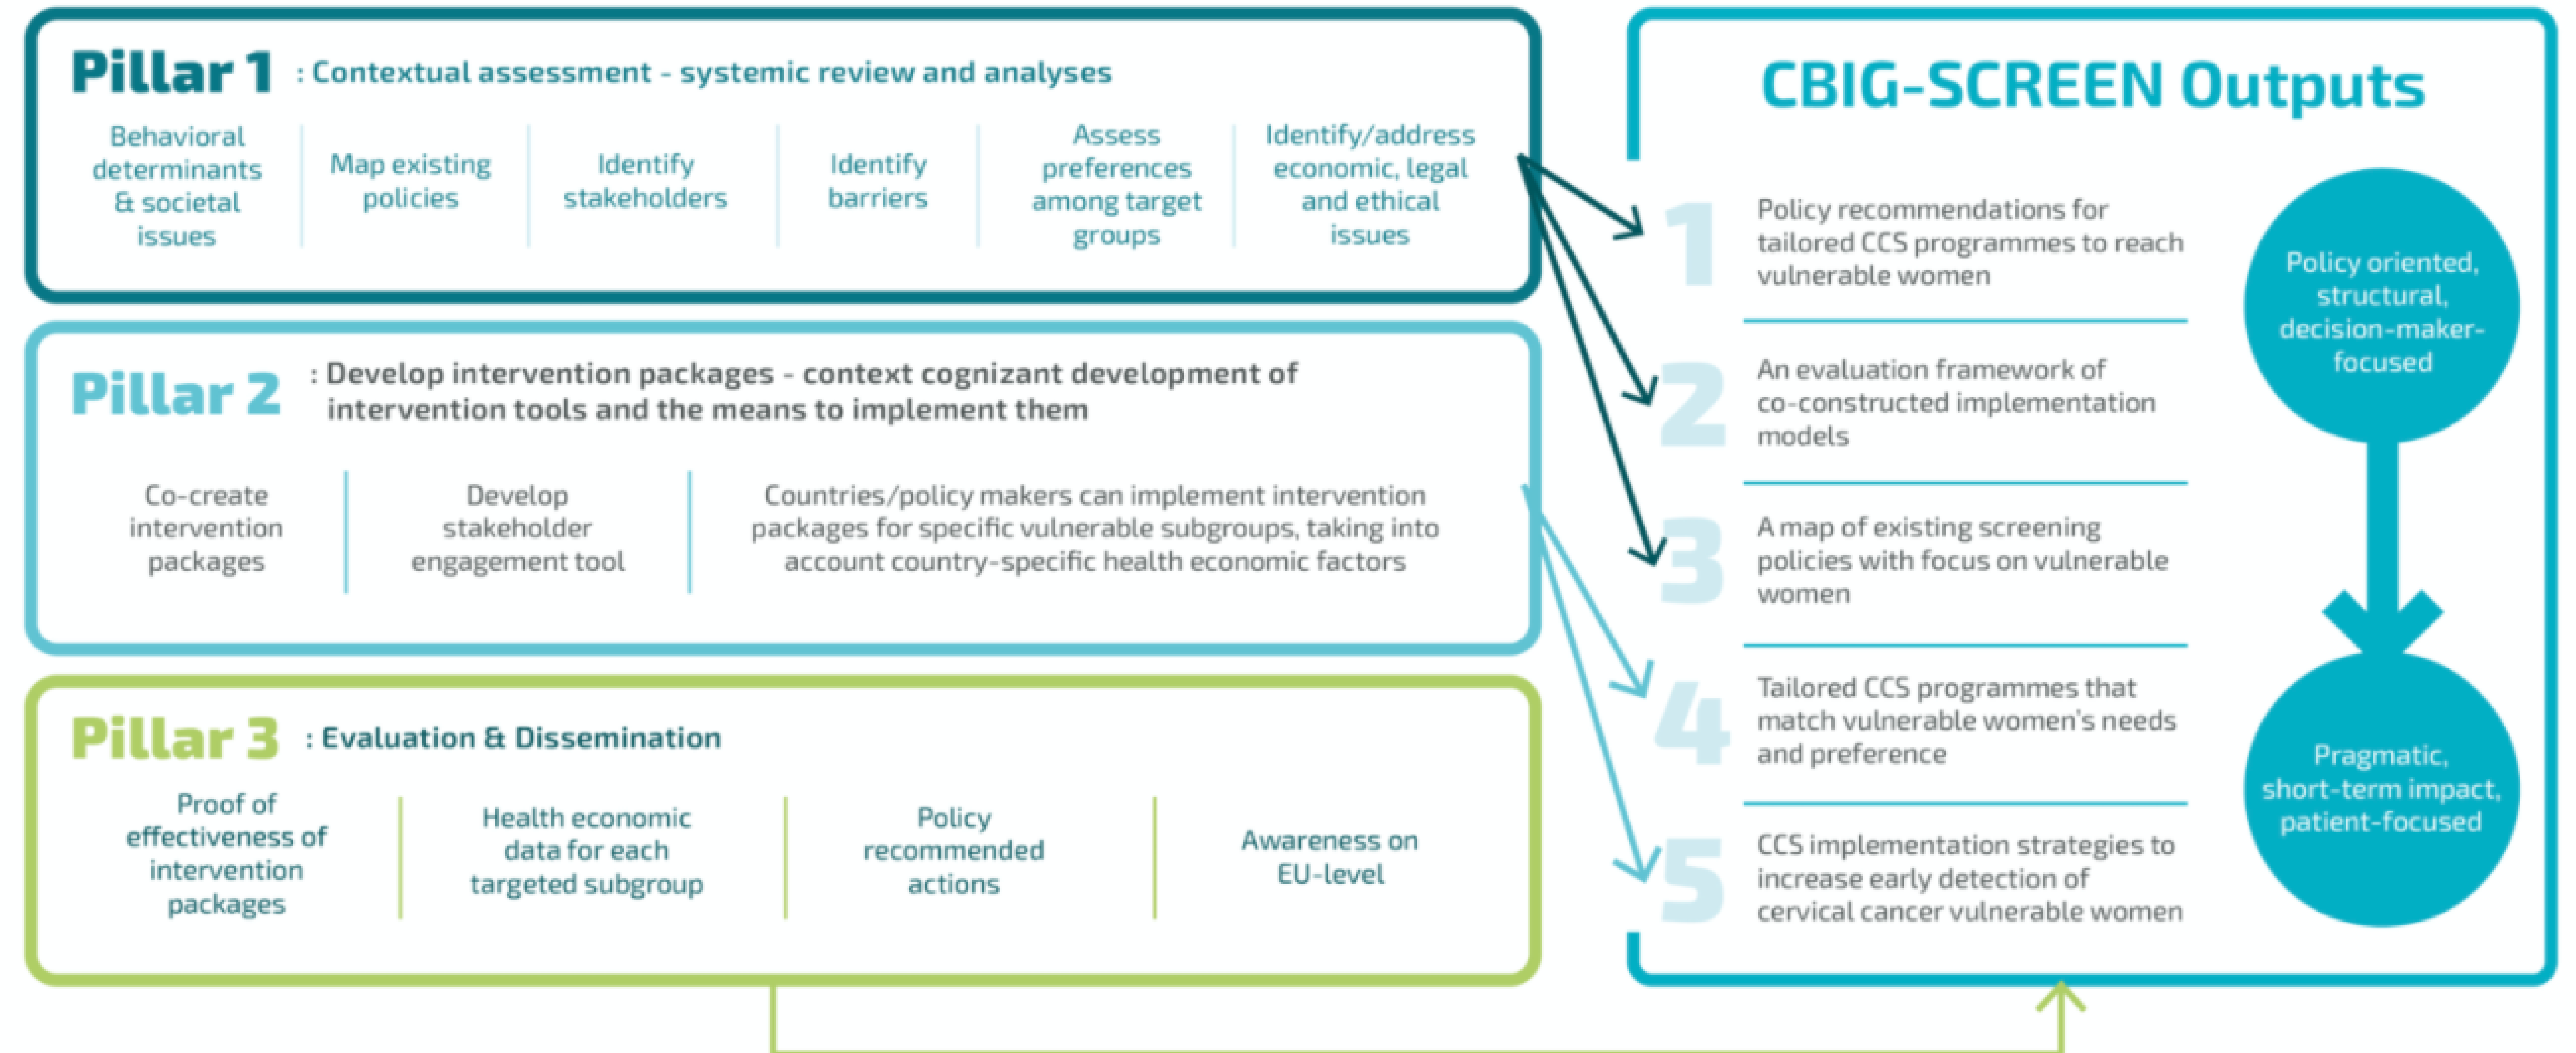 Pillar 1 : Contextual assessment - systemic review and analyses
Behavioral
determinants
& societal
issues
Map existing
policies
Identify
stakeholders
Identify
barriers
Assess
preferences
among target
groups
Identify/address
economic, legal
and ethical
issues
Pillar 2 : Develop intervention packages - context cognizant development of
intervention tools and the means to implement them
Co-create
intervention
packages
Develop
stakeholder
engagement tool
Countries/policy makers can implement intervention
packages for specific vulnerable subgroups, taking into
account country-specific health economic factors
Pillar 3 : Evaluation & Dissemination
Proof of
effectiveness of
intervention
packages
Health economic
data for each
targeted subgroup
Policy
recommended
actions
Awareness on
EU-level
CBIG-SCREEN Outputs
1
Policy recommendations for
tailored CCS programmes to reach
vulnerable women
2
An evaluation framework of
co-constructed implementation
models
3
A map of existing screening
policies with focus on vulnerable
women
4
Tailored CCS programmes that
match vulnerable women's needs
and preference
5
CCS implementation strategies to
increase early detection of
cervical cancer vulnerable women
Policy oriented,
structural,
decision-maker-
focused
Pragmatic,
short-term impact,
patient-focused